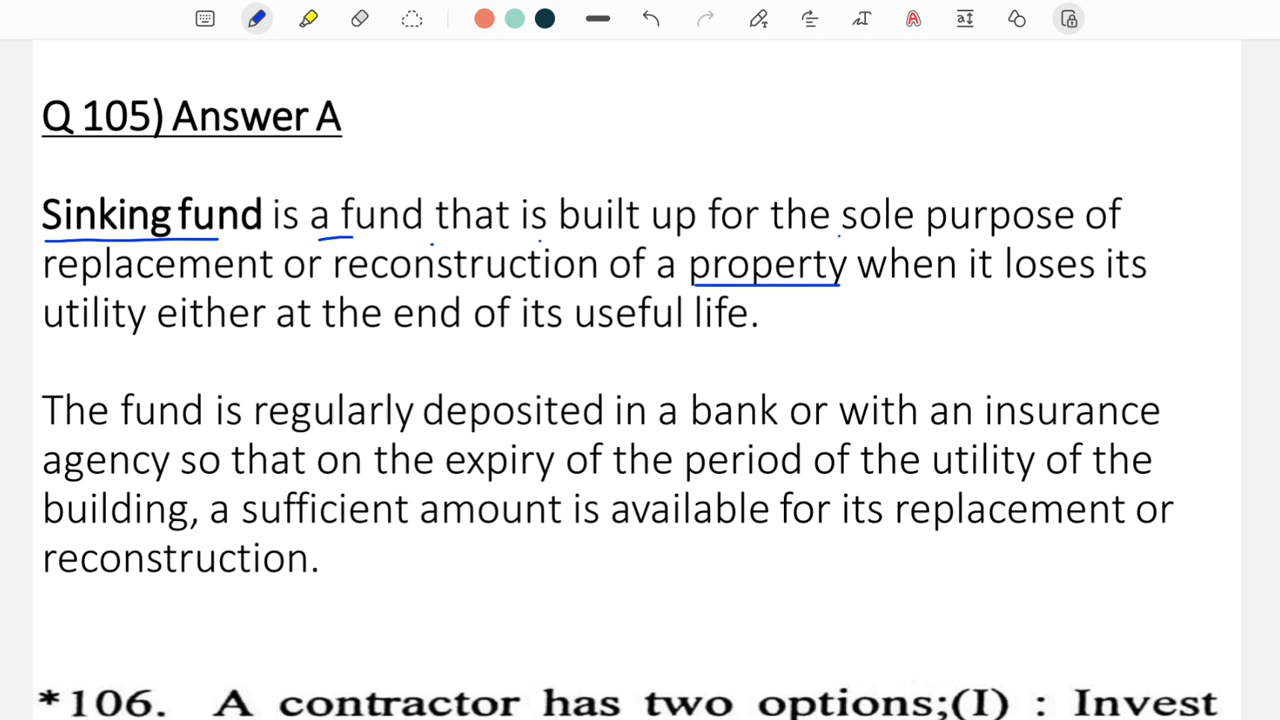 Q 105) Answer A
Sinking fund is a fund that is built up for the sole purpose of
replacement or reconstruction of a property when it loses its
utility either at the end of its useful life.
The fund is regularly deposited in a bank or with an insurance
agency so that on the expiry of the period of the utility of the
building, a sufficient amount is available for its replacement or
reconstruction.
*106. A contractor has two options;(I) : Invest